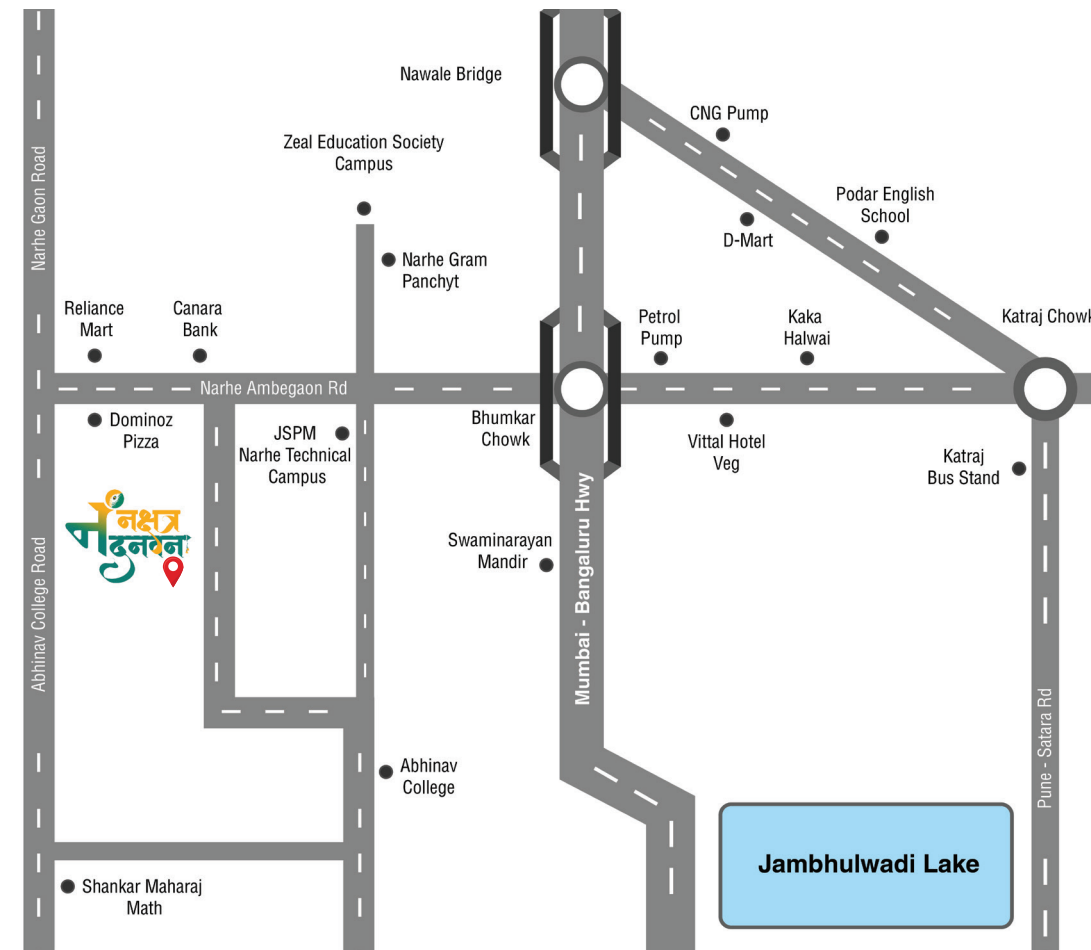 Nawale Bridge
CNG Pump
Zeal Education Society
Campus
Podar English
School
D-Mart
Narhe Gaon Road
Narhe Gram
Panchyt
Reliance
Mart
Canara
Bank
Petrol
Pump
Kaka
Halwai
Katraj Chowk
Narhe Ambegaon Rd
Dominoz
Pizza
JSPM
Narhe Technical
Campus
Bhumkar
Chowk
Vittal Hotel
Veg
Katraj
Bus Stand
नक्षत्र
नंदनवन
Swaminarayan
Mandir
Mumbai - Bangaluru Hwy
Abhinav College Road
Pune - Satara Rd
Abhinav
College
Jambhulwadi Lake
Shankar Maharaj
Math